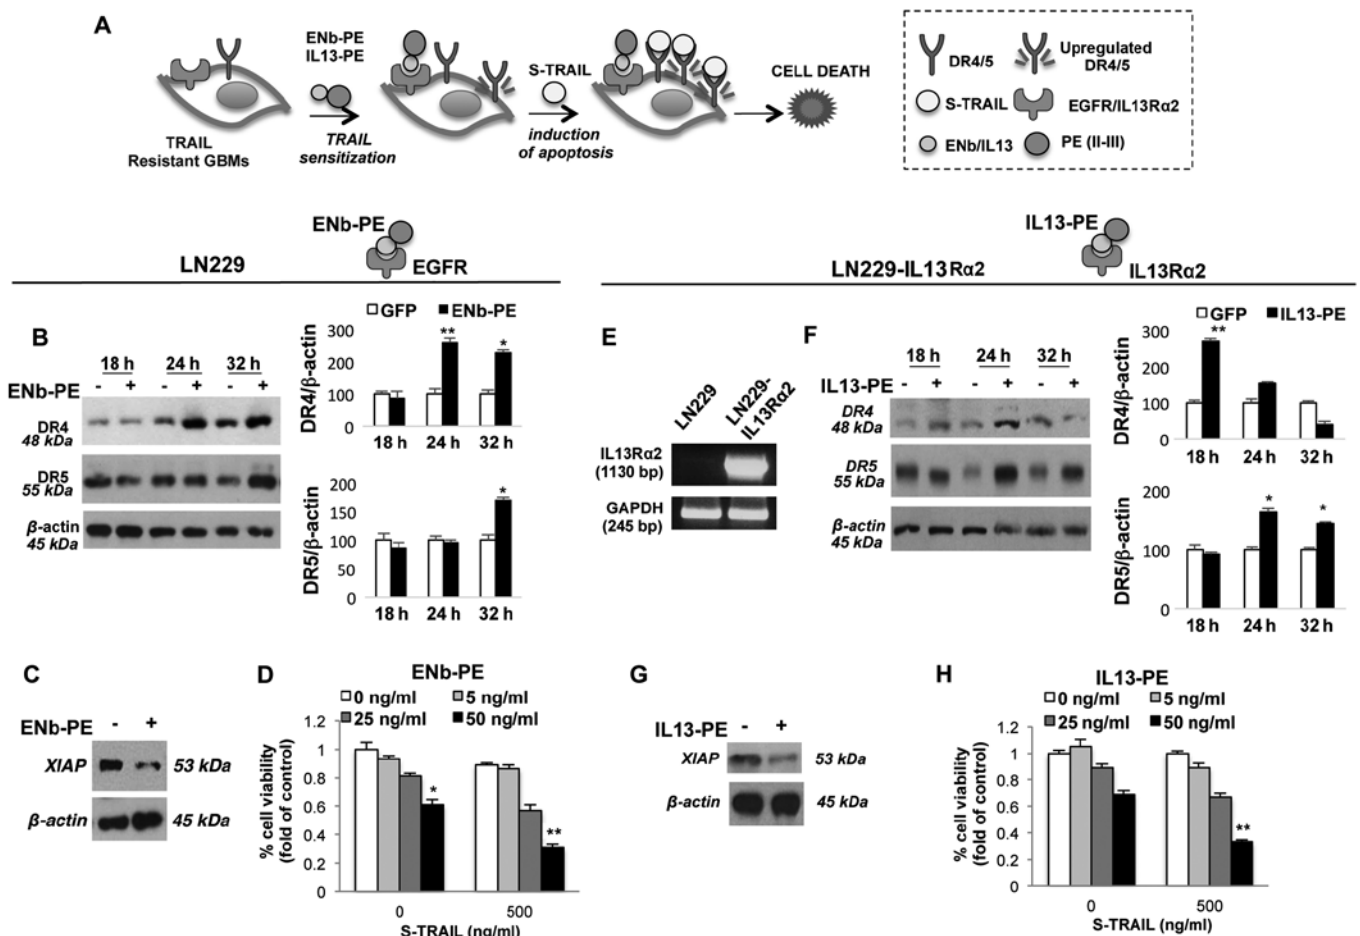 A
ENb-PE
IL13-PE
S-TRAIL
CELL DEATH
TRAIL
Resistant GBMs
TRAIL
sensitization
induction
of apoptosis
DR4/5
Upregulated
DR4/5
S-TRAIL
EGFR/IL13Rα2
ENb/IL13
PE (II-III)
LN229
ENb-PE
EGFR
LN229-IL13Rα2
IL13-PE
IL13Rα2
B
18 h 24 h 32 h
ENb-PE - + - + - +
DR4
48 kDa
DR5
55 kDa
β-actin
45 kDa
GFP ENb-PE
DR4/β-actin
300
200
100
0
** *
18 h 24 h 32 h
DR5/β-actin
200
150
100
50
0
*
18 h 24 h 32 h
E
LN229
LN229-
IL13Rα2
IL13Rα2
(1130 bp)
GAPDH
(245 bp)
F
18 h 24 h 32 h
IL13-PE - + - + - +
DR4
48 kDa
DR5
55 kDa
β-actin
45 kDa
GFP IL13-PE
DR4/β-actin
300
200
100
0
**
18 h 24 h 32 h
DR5/β-actin
200
100
0
* *
18 h 24 h 32 h
C
ENb-PE - +
XIAP 53 kDa
β-actin 45 kDa
D
ENb-PE
0 ng/ml 5 ng/ml
25 ng/ml 50 ng/ml
% cell viability
(fold of control)
1.2
1
0.8
0.6
0.4
0.2
0
* **
0 500
S-TRAIL (ng/ml)
G
IL13-PE - +
XIAP 53 kDa
β-actin 45 kDa
H
IL13-PE
0 ng/ml 5 ng/ml
25 ng/ml 50 ng/ml
% cell viability
(fold of control)
1.2
1
0.8
0.6
0.4
0.2
0
**
0 500
S-TRAIL (ng/ml)